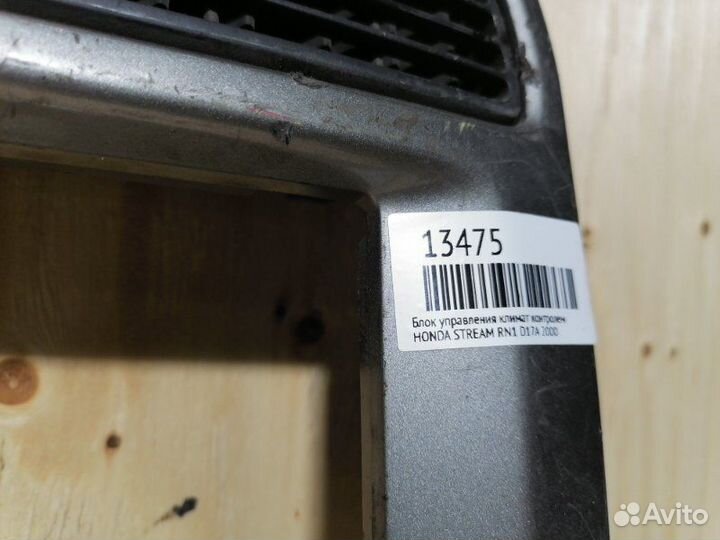 13475
Блок управления климат контролем
HONDA STREAM RN1 D17A 2000
Avito